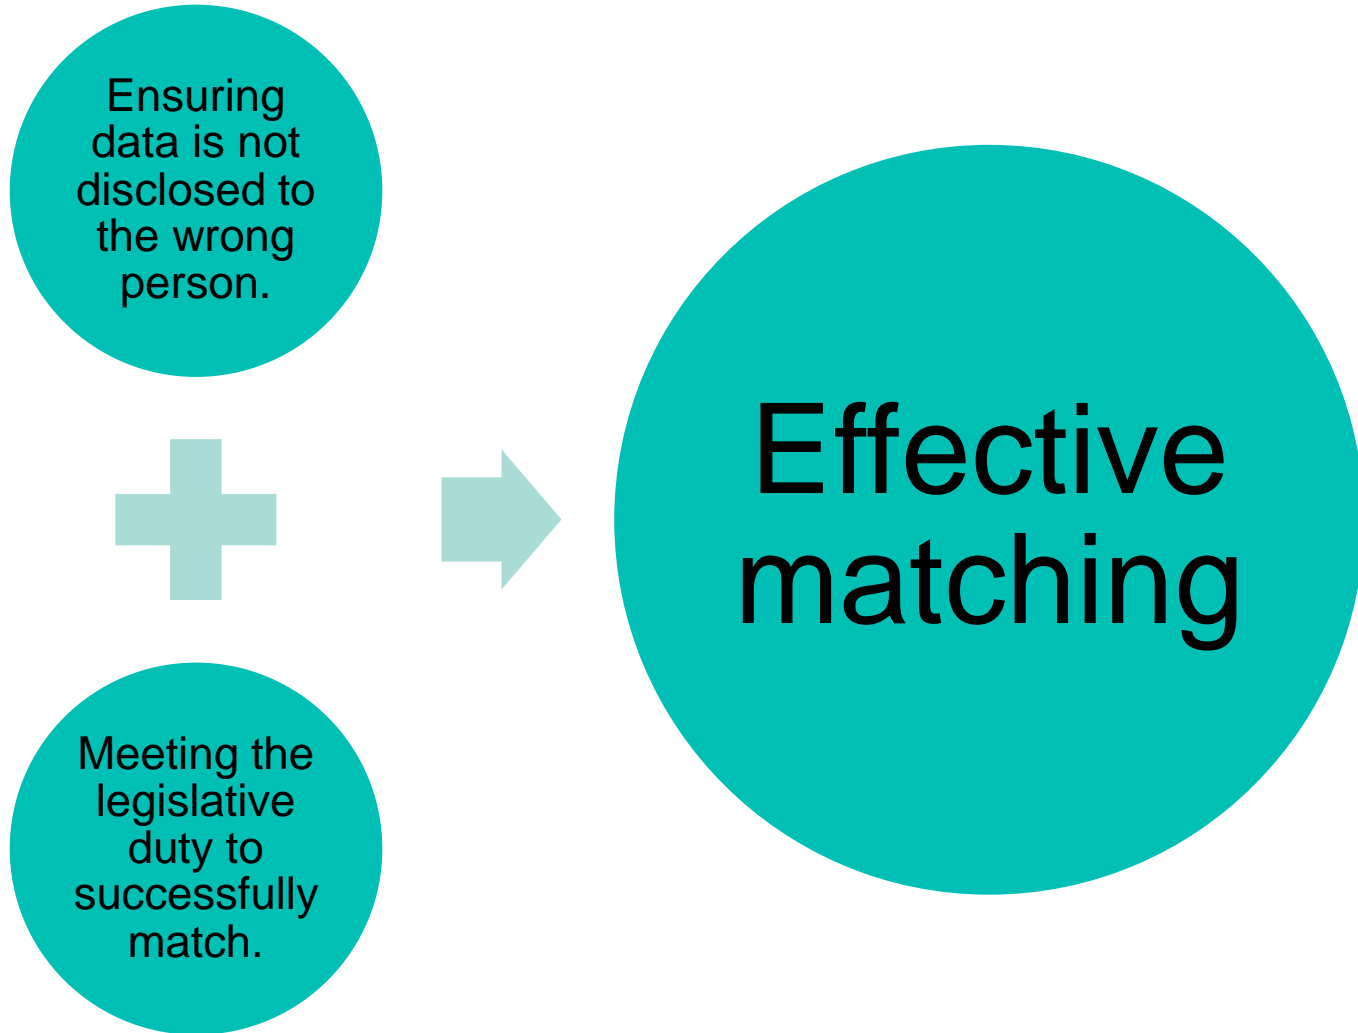 Ensuring
data is not
disclosed to
the wrong
person.
Meeting the
legislative
duty to
successfully
match.
Effective
matching